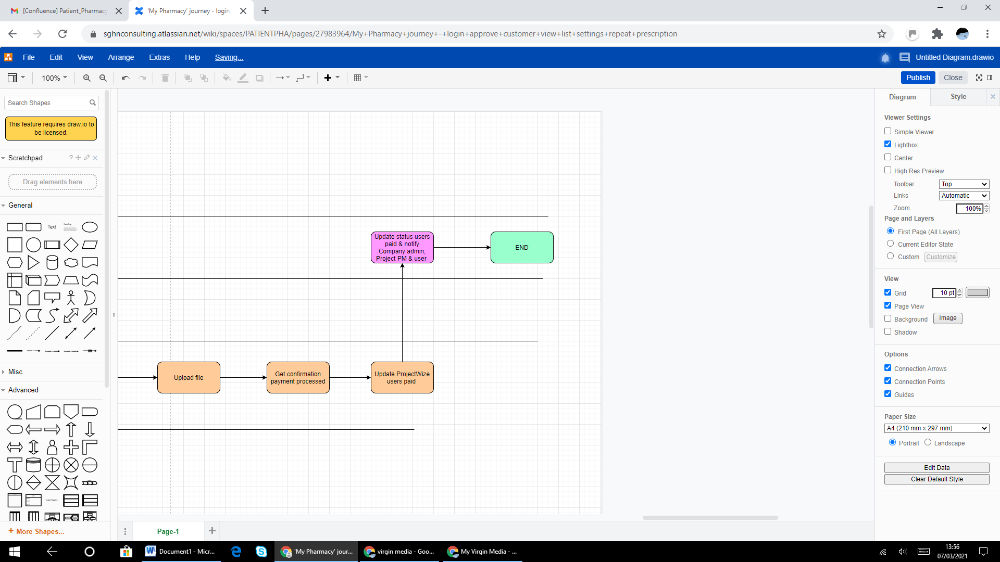 [Confluence] Patient_Pharmacy
'My Pharmacy' journey - login,
sghnconsulting.atlassian.net/wiki/spaces/PATIENTPHA/pages/27983964/My+Pharmacy+journey+-+login+approve+customer+view+list+settings+repeat+prescription
File
Edit
View
Arrange
Extras
Help
Saving...
Untitled Diagram.drawio
100%
Publish
Close
Search Shapes
This feature requires draw.io to
be licensed.
Scratchpad
?
Drag elements here
General
Text
Heading
Misc
Advanced
List Item
More Shapes...
Update status users
paid & notify
Company admin,
Project PM & user
END
Upload file
Get confirmation
payment processed
Update ProjectWize
users paid
Page-1
Diagram
Style
Viewer Settings
Simple Viewer
Lightbox
Center
High Res Preview
Toolbar
Top
Links
Automatic
Zoom
100%
Page and Layers
First Page (All Layers)
Current Editor State
Custom
Customize
View
Grid
10 pt
Page View
Background
Image
Shadow
Options
Connection Arrows
Connection Points
Guides
Paper Size
A4 (210 mm x 297 mm)
Portrait
Landscape
Edit Data
Clear Default Style
Document1 - Micr...
'My Pharmacy' jour...
virgin media - Goo...
My Virgin Media - ...
13:56
07/03/2021